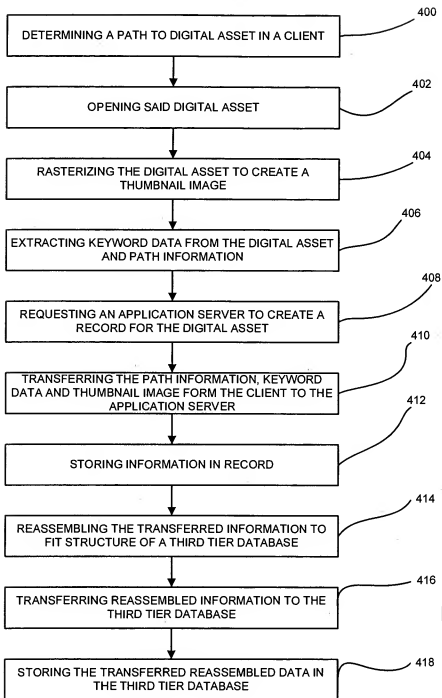 400
DETERMINING A PATH TO DIGITAL ASSET IN A CLIENT
402
OPENING SAID DIGITAL ASSET
404
RASTERIZING THE DIGITAL ASSET TO CREATE A
THUMBNAIL IMAGE
406
EXTRACTING KEYWORD DATA FROM THE DIGITAL ASSET
AND PATH INFORMATION
408
REQUESTING AN APPLICATION SERVER TO CREATE A
RECORD FOR THE DIGITAL ASSET
410
TRANSFERRING THE PATH INFORMATION, KEYWORD
DATA AND THUMBNAIL IMAGE FORM THE CLIENT TO THE
APPLICATION SERVER
412
STORING INFORMATION IN RECORD
414
REASSEMBLING THE TRANSFERRED INFORMATION TO
FIT STRUCTURE OF A THIRD TIER DATABASE
416
TRANSFERRING REASSEMBLED INFORMATION TO THE
THIRD TIER DATABASE
418
STORING THE TRANSFERRED REASSEMBLED DATA IN
THE THIRD TIER DATABASE